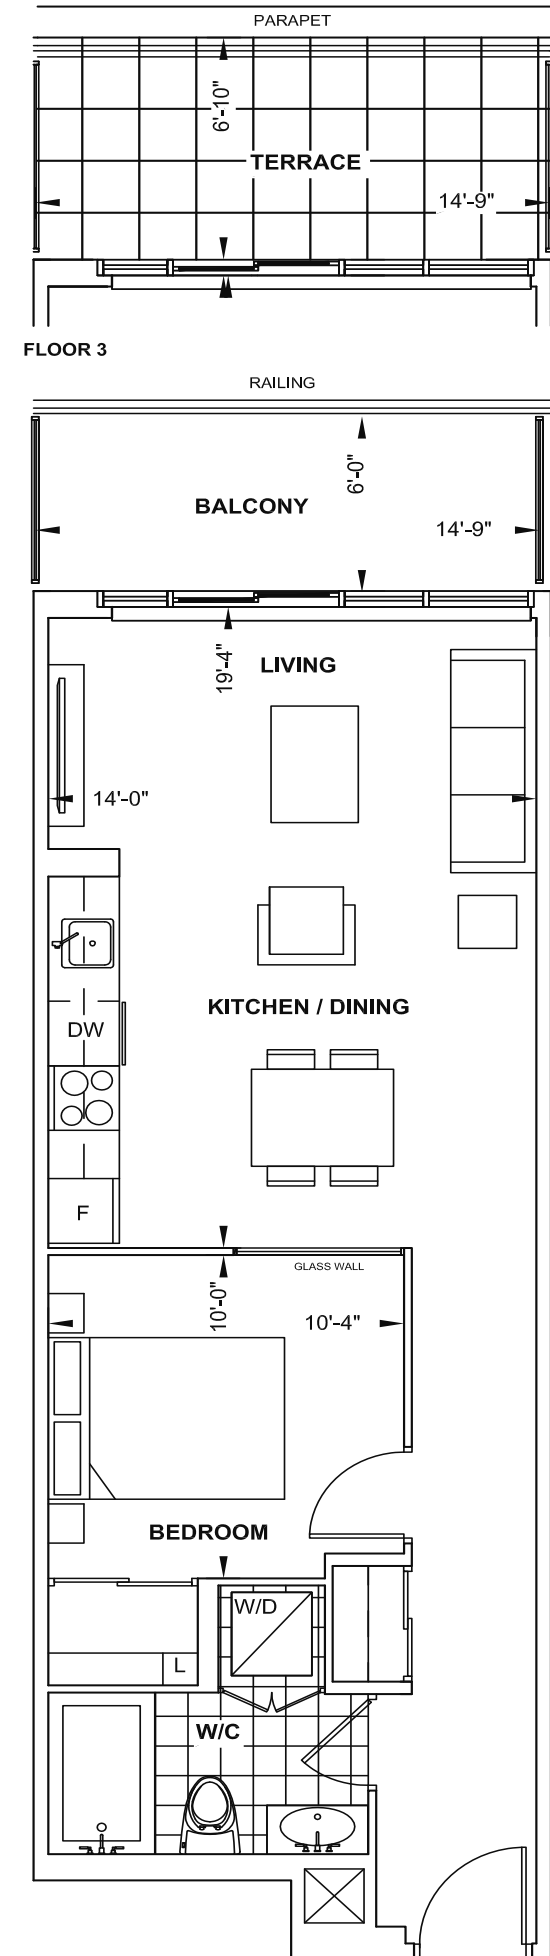 PARAPET
6'-10"
TERRACE
14'-9"
FLOOR 3
RAILING
6'-0"
BALCONY
14'-9"
19'-4"
LIVING
14'-0"
KITCHEN / DINING
DW
F
GLASS WALL
10'-0"
10'-4"
BEDROOM
W/D
L
W/C